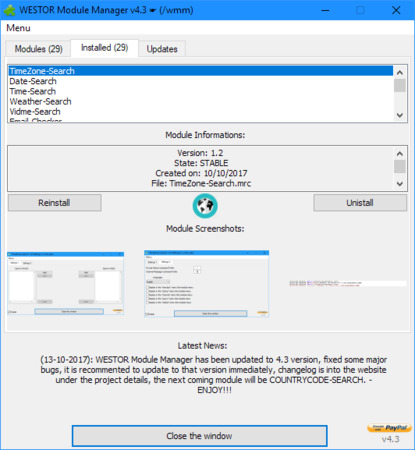 WESTOR Module Manager v4.3 ☛ (/wmm)
Menu
Modules (29) Installed (29) Updates
TimeZone-Search
Date-Search
Time-Search
Weather-Search
Vidme-Search
Email-Checker
Module Informations:
Version: 1.2
State: STABLE
Created on: 10/10/2017
File: TimeZone-Search.mrc
Reinstall Unistall
Module Screenshots:
Latest News:
(13-10-2017): WESTOR Module Manager has been updated to 4.3 version, fixed some major
bugs, it is recommented to update to that version immediately, changelog is into the website
under the project details, the next coming module will be COUNTRYCODE-SEARCH. -
ENJOY!!!
Close the window
PayPal
v4.3